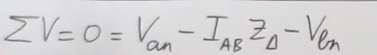 ΣV = 0 = V_an - I_AB Z_Δ - V_bn